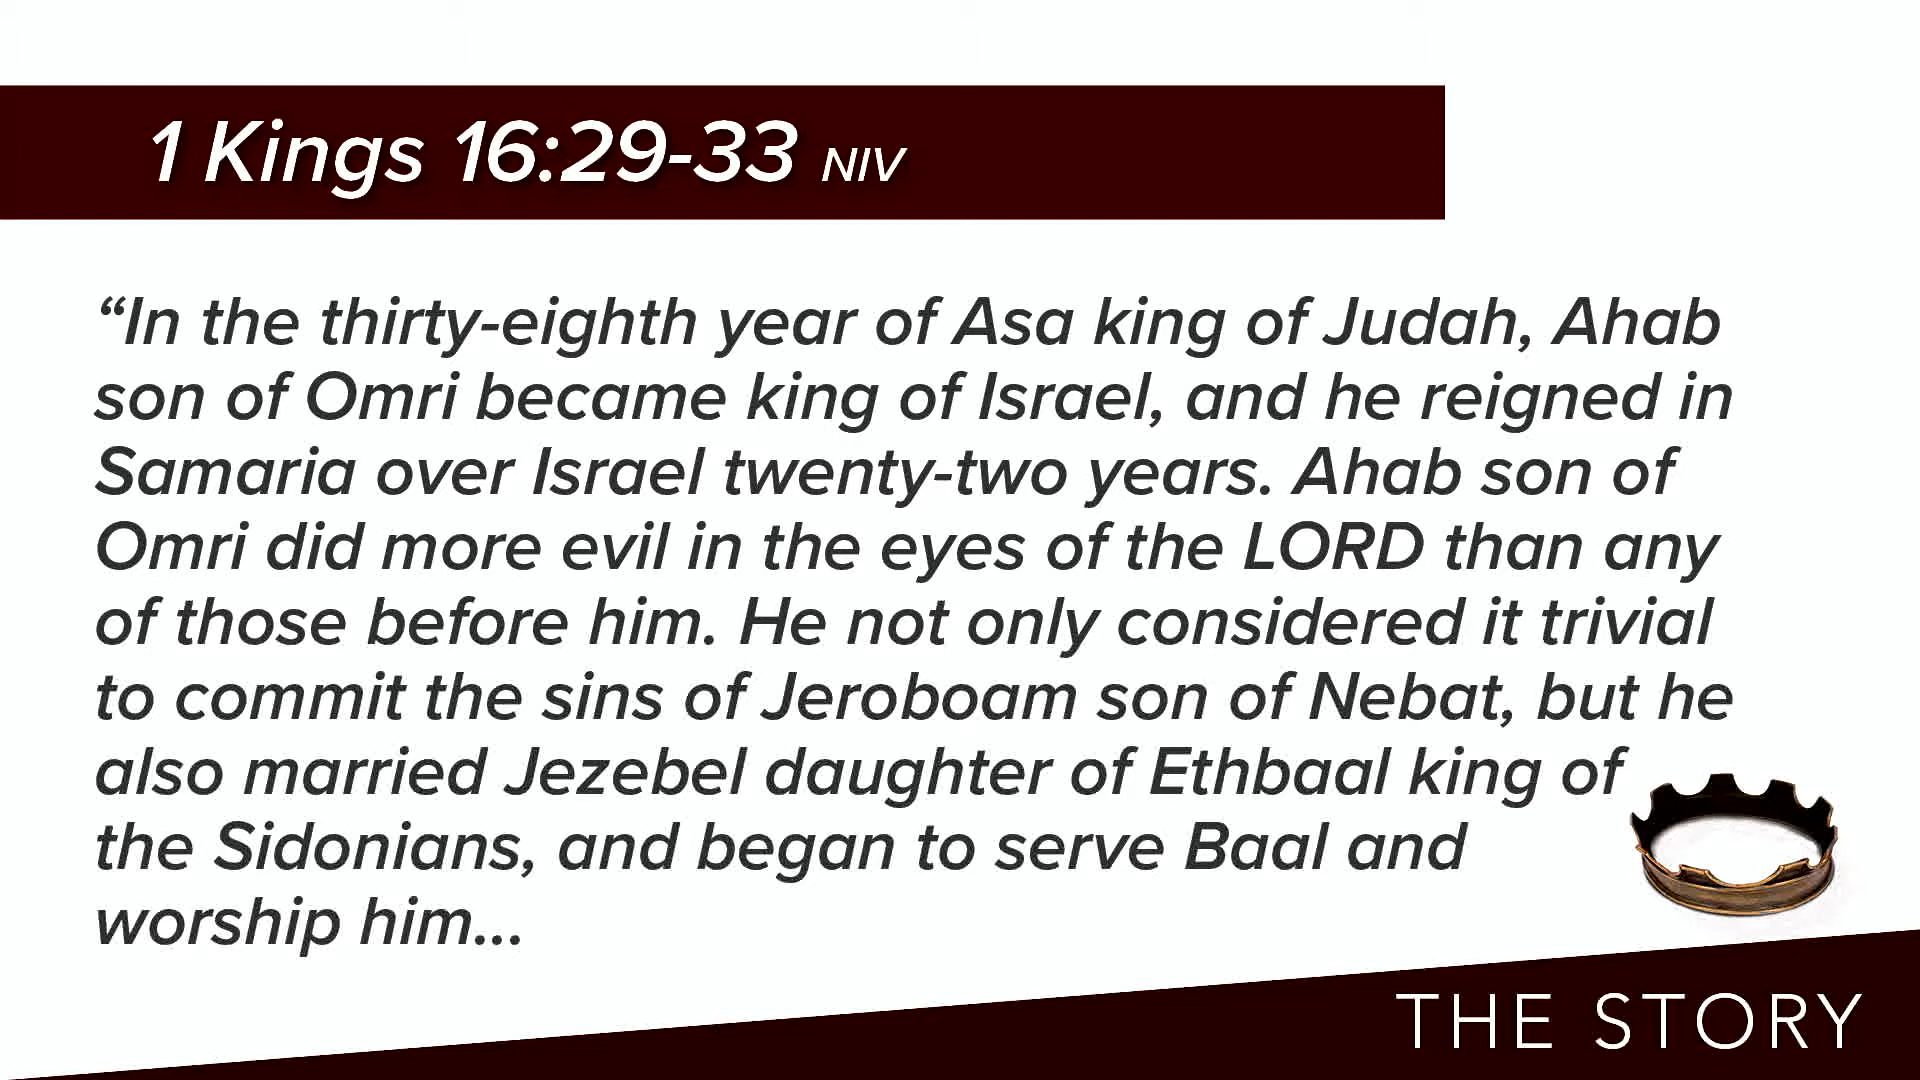 1 Kings 16:29-33 NIV
“In the thirty-eighth year of Asa king of Judah, Ahab
son of Omri became king of Israel, and he reigned in
Samaria over Israel twenty-two years. Ahab son of
Omri did more evil in the eyes of the LORD than any
of those before him. He not only considered it trivial
to commit the sins of Jeroboam son of Nebat, but he
also married Jezebel daughter of Ethbaal king of
the Sidonians, and began to serve Baal and
worship him...
THE STORY